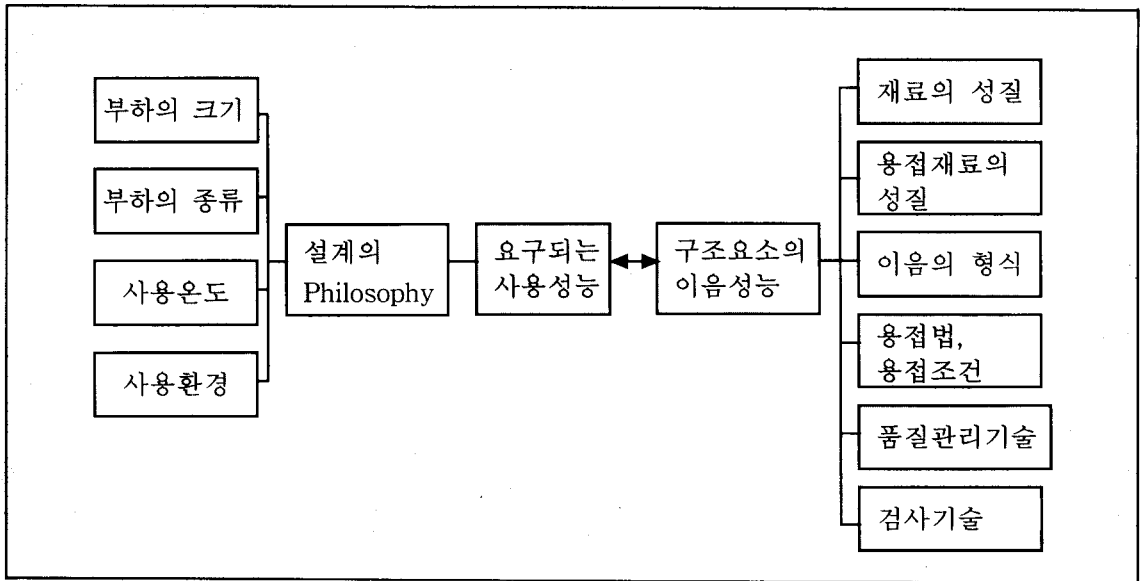 부하의 크기
부하의 종류
사용온도
사용환경
설계의
Philosophy
요구되는
사용성능
구조요소의
이음성능
재료의 성질
용접재료의
성질
이음의 형식
용접법,
용접조건
품질관리기술
검사기술